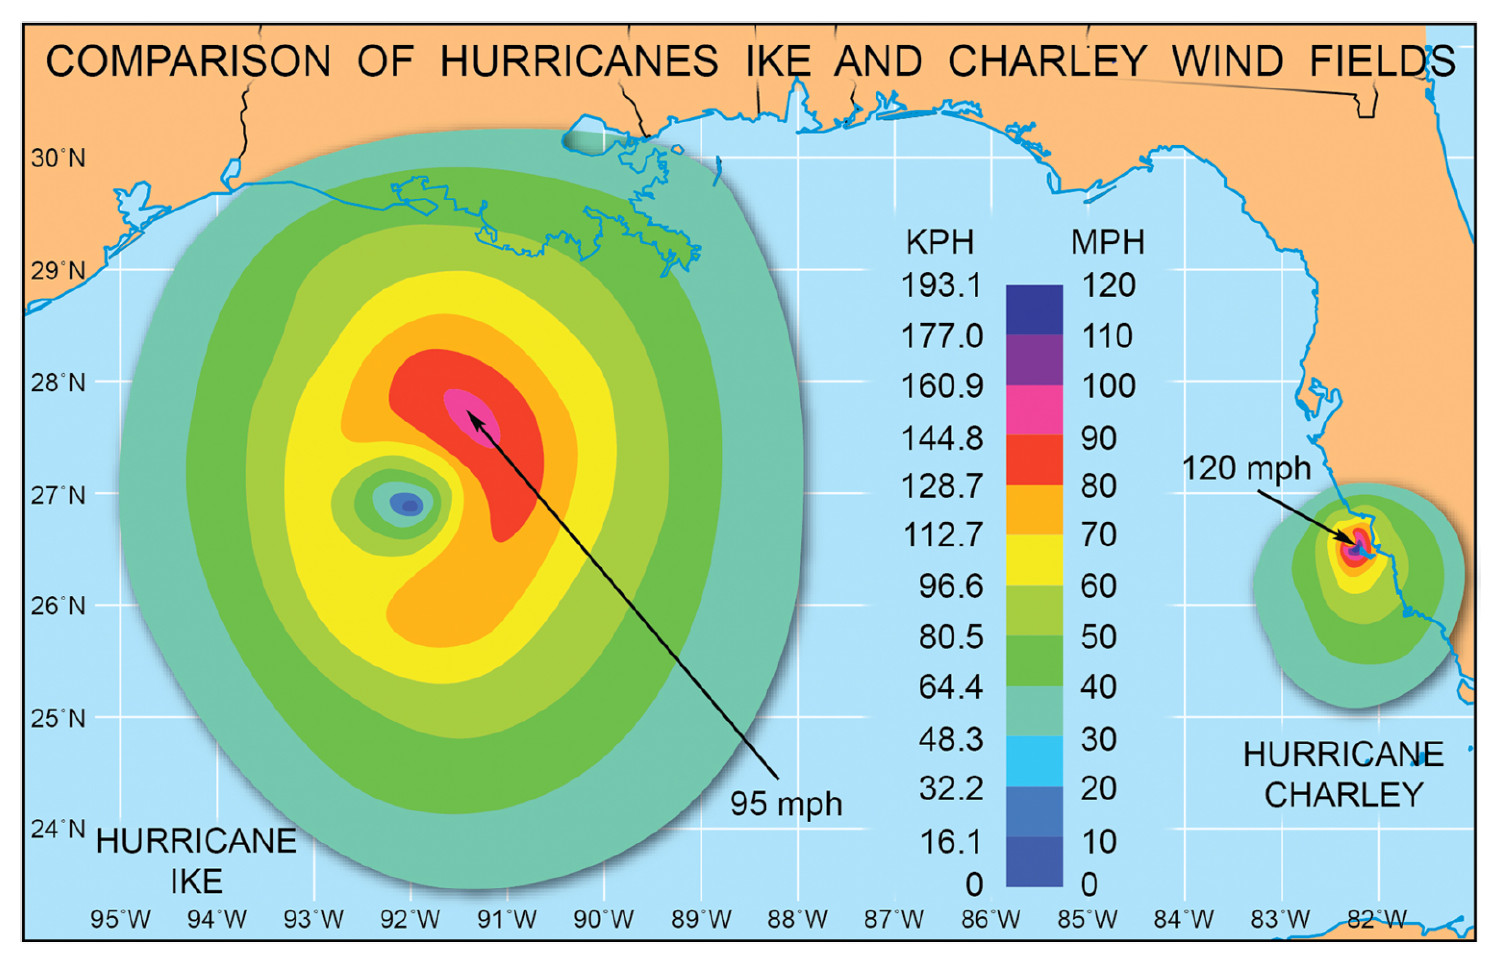 COMPARISON OF HURRICANES IKE AND CHARLEY WIND FIELDS
30°N
29°N
28°N
27°N
26°N
25°N
24°N
KPH MPH
193.1 120
177.0 110
160.9 100
144.8 90
128.7 80
112.7 70
96.6 60
80.5 50
64.4 40
48.3 30
32.2 20
16.1 10
0 0
120 mph
95 mph
HURRICANE
IKE
HURRICANE
CHARLEY
95°W 94°W 93°W 92°W 91°W 90°W 89°W 88°W 87°W 86°W 85°W 84°W 83°W 82°W